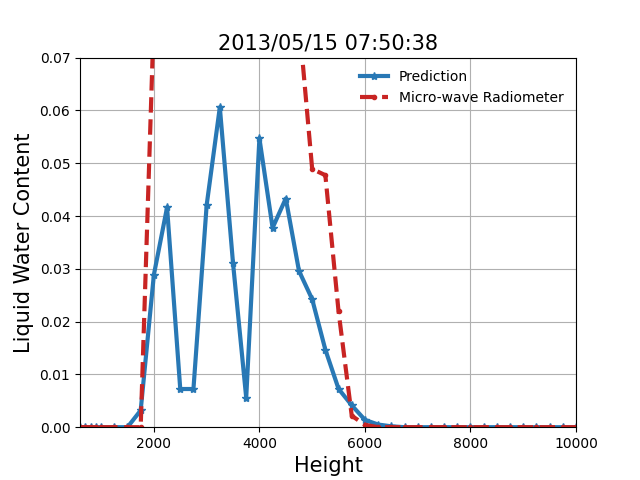 2013/05/15 07:50:38
Prediction
Micro-wave Radiometer
Liquid Water Content
0.07
0.06
0.05
0.04
0.03
0.02
0.01
0.00
2000 4000 6000 8000 10000
Height